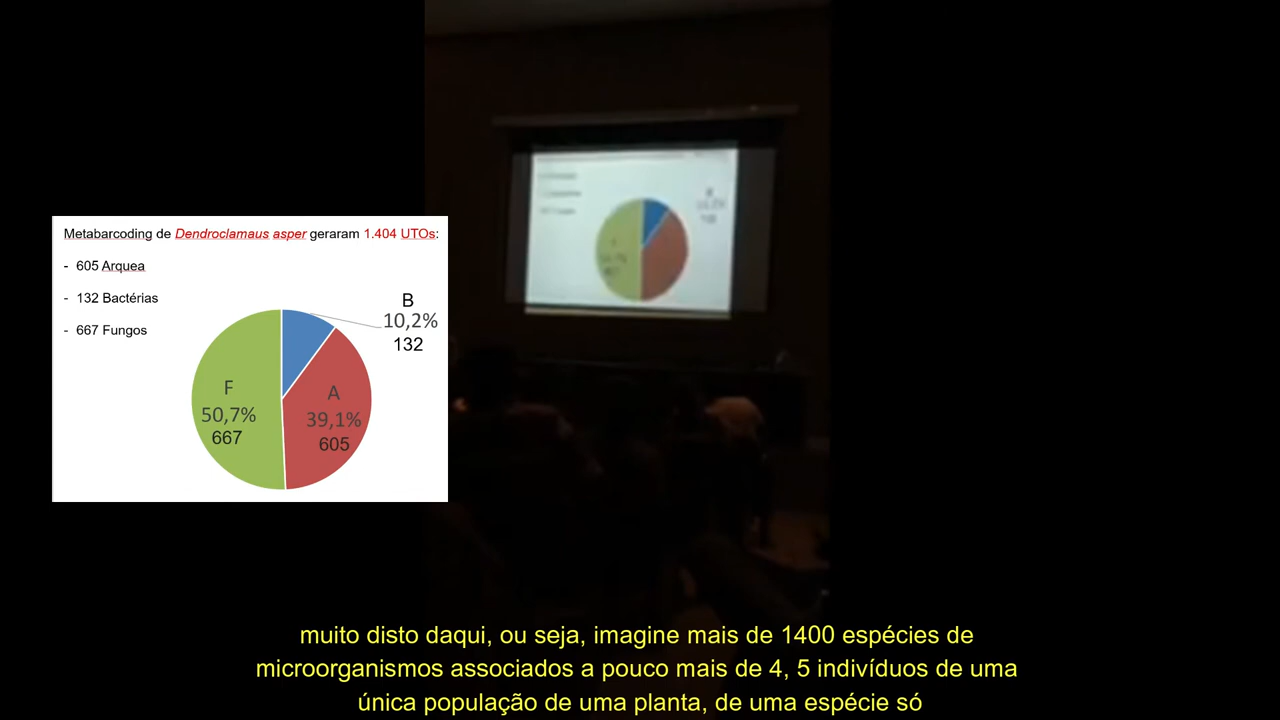 Metabarcoding de Dendroclamaus asper geraram 1.404 UTOs:
- 605 Arquea
- 132 Bactérias
- 667 Fungos
B
10,2%
132
F
50,7%
667
A
39,1%
605
muito disto daqui, ou seja, imagine mais de 1400 espécies de
microorganismos associados a pouco mais de 4, 5 indivíduos de uma
única população de uma planta, de uma espécie só